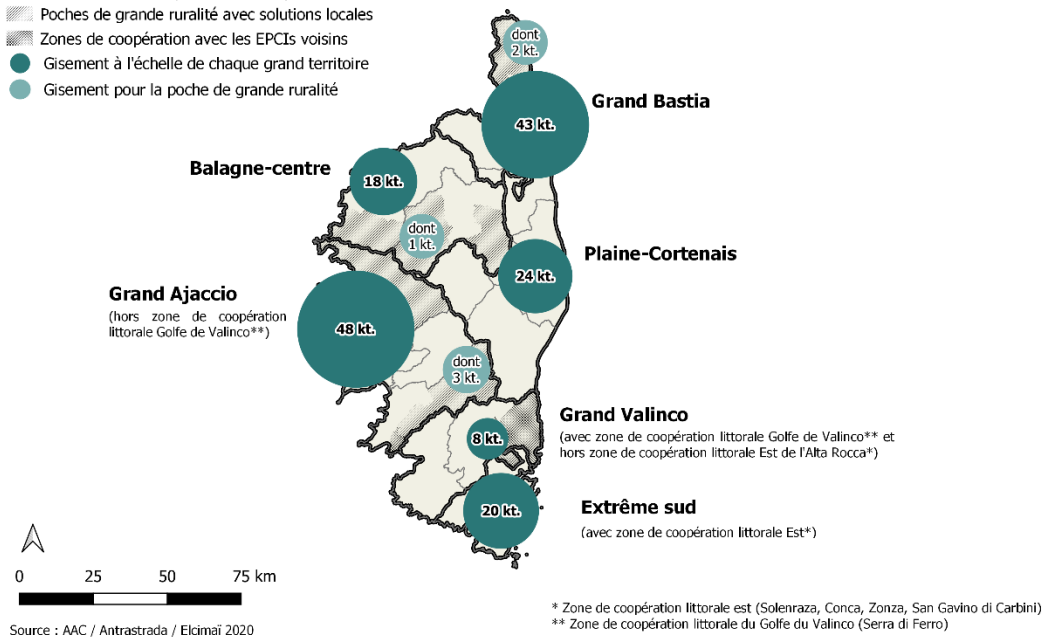 Poches de grande ruralité avec solutions locales
Zones de coopération avec les EPCIs voisins
Gisement à l'échelle de chaque grand territoire
Gisement pour la poche de grande ruralité
dont
2 kt.
Grand Bastia
43 kt.
Balagne-centre
18 kt.
dont
1 kt.
Plaine-Cortenais
24 kt.
Grand Ajaccio
(hors zone de coopération
littorale Golfe de Valinco**)
48 kt.
dont
3 kt.
Grand Valinco
(avec zone de coopération littorale Golfe de Valinco** et
hors zone de coopération littorale Est de l'Alta Rocca*)
8 kt.
Extrême sud
(avec zone de coopération littorale Est*)
20 kt.
0 25 50 75 km
Source : AAC / Antrastrada / Elcimaï 2020
* Zone de coopération littorale est (Solenraza, Conca, Zonza, San Gavino di Carbini)
** Zone de coopération littorale du Golfe du Valinco (Serra di Ferro)